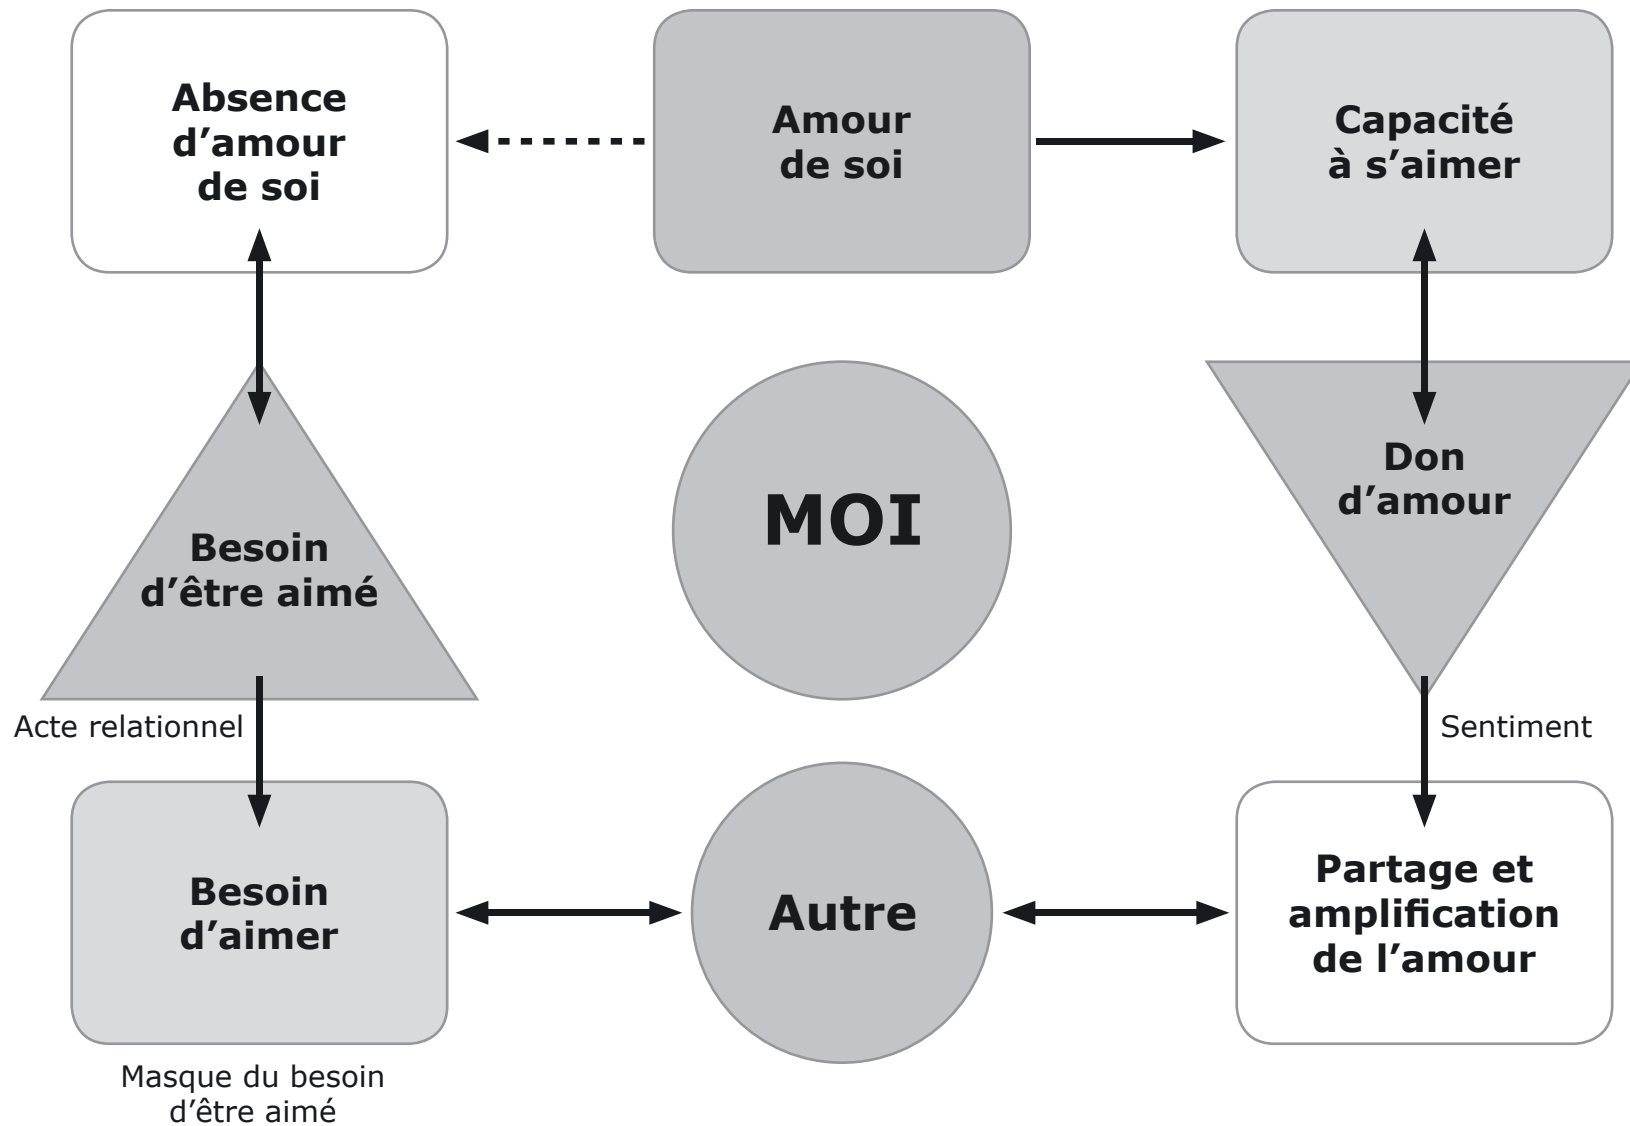 Absence
d’amour
de soi
Amour
de soi
Capacité
à s’aimer
Besoin
d’être aimé
MOI
Don
d’amour
Acte relationnel
Sentiment
Besoin
d’aimer
Autre
Partage et
amplification
de l’amour
Masque du besoin
d’être aimé